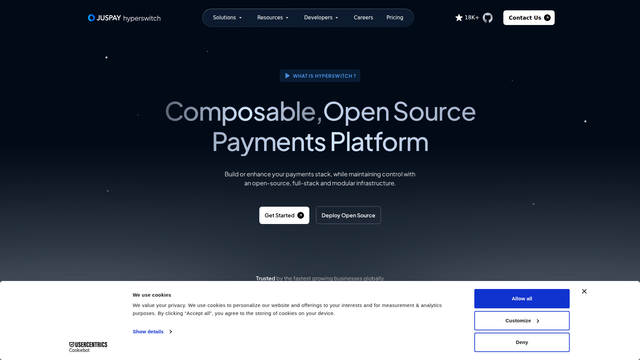 JUSPAY hyperswitch
Solutions
Resources
Developers
Careers
Pricing
18K+
Contact Us
WHAT IS HYPERSWITCH ?
Composable,Open Source
Payments Platform
Build or enhance your payments stack, while maintaining control with
an open-source, full-stack and modular infrastructure.
Get Started
Deploy Open Source
Trusted by the fastest growing businesses globally
We use cookies
We value your privacy. We use cookies to personalize our website and offerings to your interests and for measurement & analytics
purposes. By clicking "Accept all", you agree to the storing of cookies on your device.
Show details
Allow all
Customize
Deny
USERCENTRICS
Cookiebot